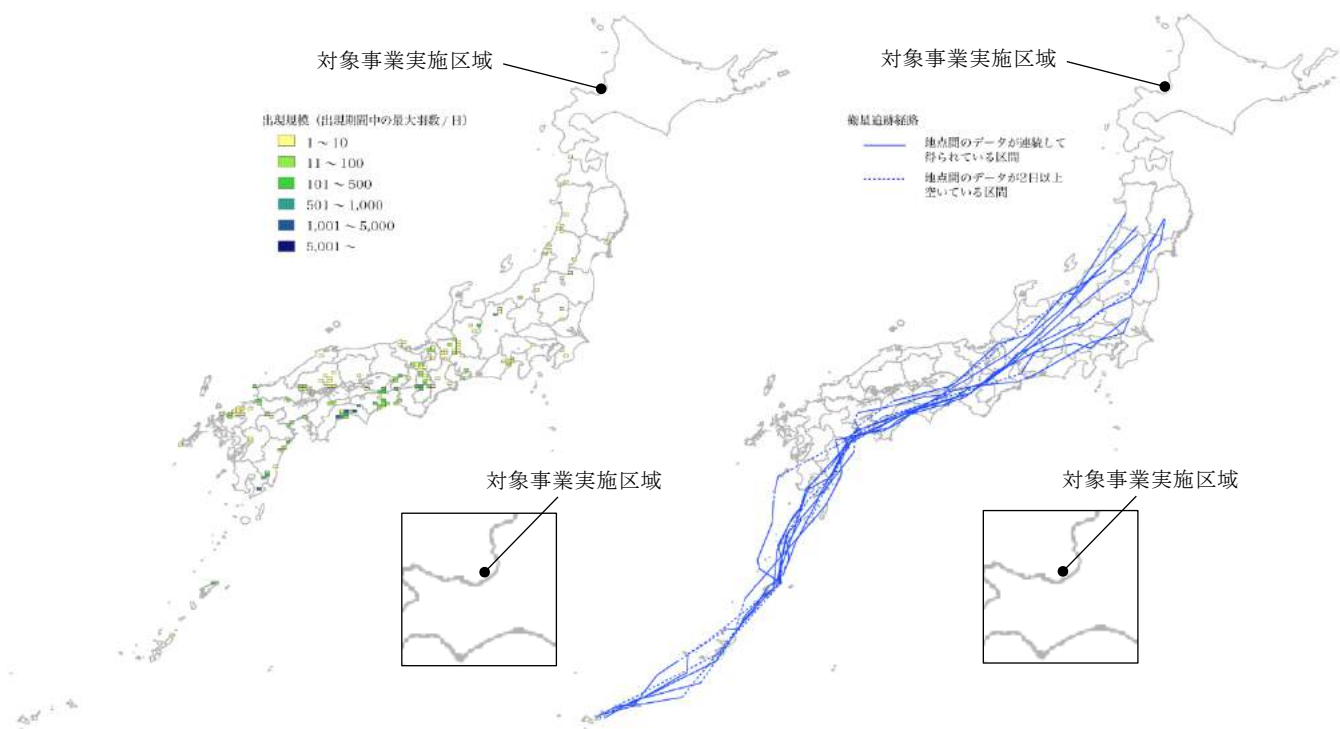 対象事業実施区域
出現規模（出現期間中の最大羽数 / 日）
1 ～ 10
11 ～ 100
101 ～ 500
501 ～ 1,000
1,001 ～ 5,000
5,001 ～
対象事業実施区域
対象事業実施区域
衛星追跡経路
地点間のデータが連続して
得られている区間
地点間のデータが2日以上
空いている区間
対象事業実施区域